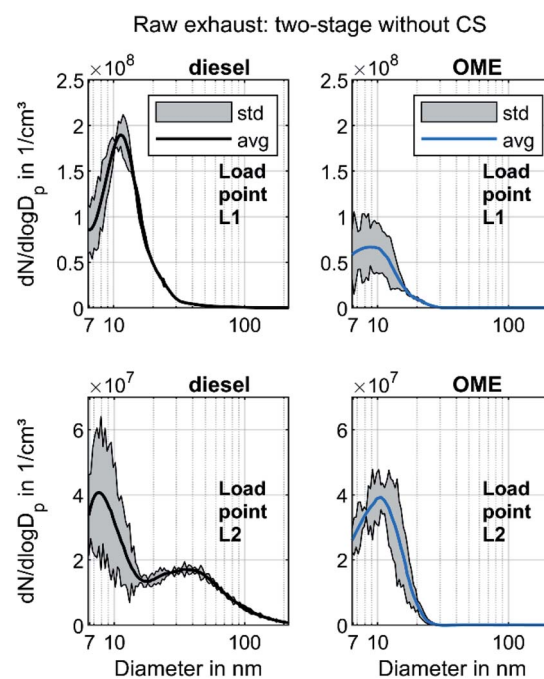 Raw exhaust: two-stage without CS
diesel
×10⁸
2.5
2
1.5
1
0.5
0
7 10 100
dN/dlogDₚ in 1/cm³
std
avg
Load
point
L1
OME
×10⁸
2.5
2
1.5
1
0.5
0
7 10 100
std
avg
Load
point
L1
diesel
×10⁷
6
4
2
0
7 10 100
dN/dlogDₚ in 1/cm³
Diameter in nm
Load
point
L2
OME
×10⁷
6
4
2
0
7 10 100
Diameter in nm
Load
point
L2